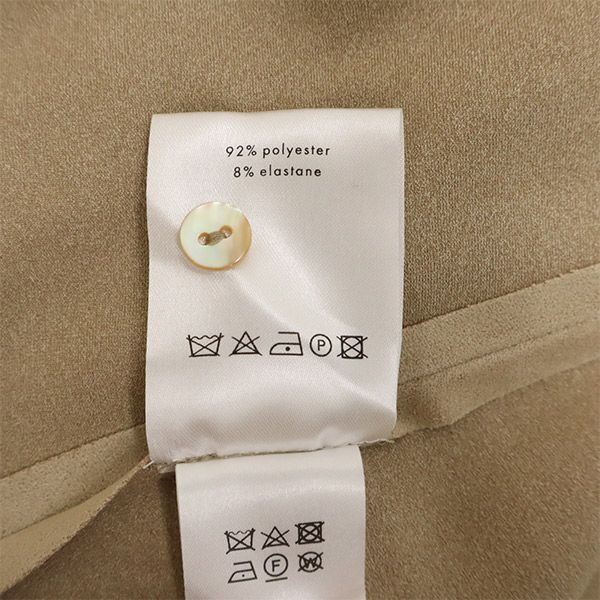 92% polyester
8% elastane
P
F W